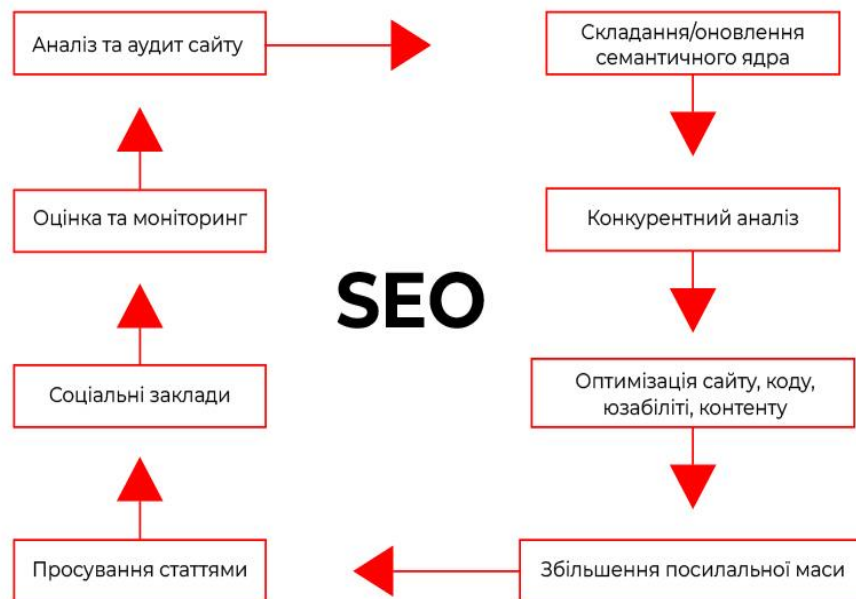 Аналіз та аудит сайту
Складання/оновлення
семантичного ядра
Оцінка та моніторинг
Конкурентний аналіз
SEO
Соціальні заклади
Оптимізація сайту, коду,
юзабіліті, контенту
Просування статтями
Збільшення посилальної маси